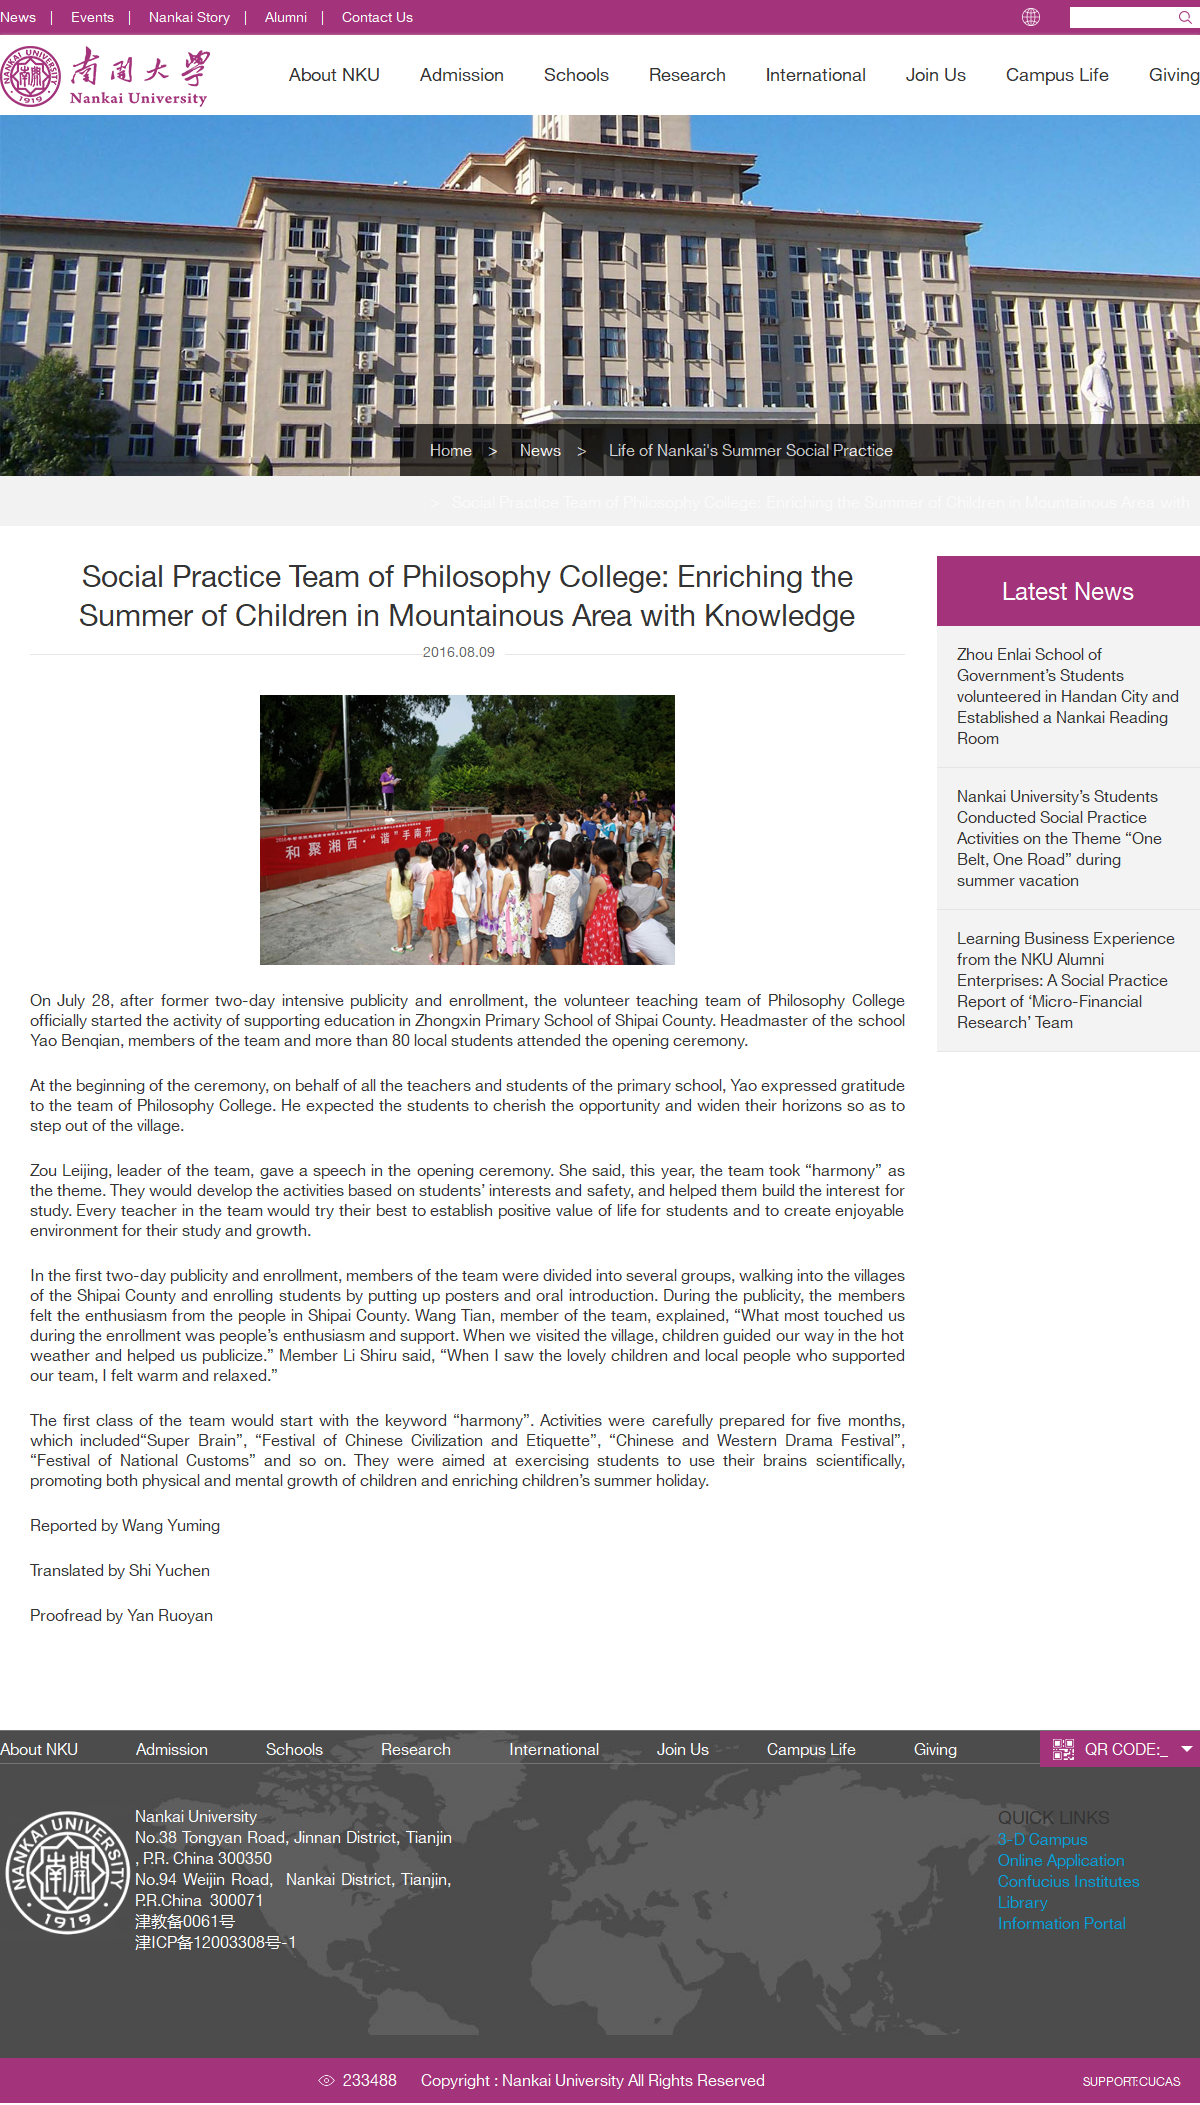 News | Events | Nankai Story | Alumni | Contact Us
NANKAI UNIVERSITY
1919
南開大學
Nankai University
About NKU Admission Schools Research International Join Us Campus Life Giving
Home > News > Life of Nankai's Summer Social Practice
> Social Practice Team of Philosophy College: Enriching the Summer of Children in Mountainous Area with
Social Practice Team of Philosophy College: Enriching the
Summer of Children in Mountainous Area with Knowledge
2016.08.09
和聚湘西·“谐”手南开
On July 28, after former two-day intensive publicity and enrollment, the volunteer teaching team of Philosophy College
officially started the activity of supporting education in Zhongxin Primary School of Shipai County. Headmaster of the school
Yao Benqian, members of the team and more than 80 local students attended the opening ceremony.
At the beginning of the ceremony, on behalf of all the teachers and students of the primary school, Yao expressed gratitude
to the team of Philosophy College. He expected the students to cherish the opportunity and widen their horizons so as to
step out of the village.
Zou Leijing, leader of the team, gave a speech in the opening ceremony. She said, this year, the team took “harmony” as
the theme. They would develop the activities based on students’ interests and safety, and helped them build the interest for
study. Every teacher in the team would try their best to establish positive value of life for students and to create enjoyable
environment for their study and growth.
In the first two-day publicity and enrollment, members of the team were divided into several groups, walking into the villages
of the Shipai County and enrolling students by putting up posters and oral introduction. During the publicity, the members
felt the enthusiasm from the people in Shipai County. Wang Tian, member of the team, explained, “What most touched us
during the enrollment was people’s enthusiasm and support. When we visited the village, children guided our way in the hot
weather and helped us publicize.” Member Li Shiru said, “When I saw the lovely children and local people who supported
our team, I felt warm and relaxed.”
The first class of the team would start with the keyword “harmony”. Activities were carefully prepared for five months,
which included“Super Brain”, “Festival of Chinese Civilization and Etiquette”, “Chinese and Western Drama Festival”,
“Festival of National Customs” and so on. They were aimed at exercising students to use their brains scientifically,
promoting both physical and mental growth of children and enriching children’s summer holiday.
Reported by Wang Yuming
Translated by Shi Yuchen
Proofread by Yan Ruoyan
Latest News
Zhou Enlai School of
Government’s Students
volunteered in Handan City and
Established a Nankai Reading
Room
Nankai University’s Students
Conducted Social Practice
Activities on the Theme “One
Belt, One Road” during
summer vacation
Learning Business Experience
from the NKU Alumni
Enterprises: A Social Practice
Report of ‘Micro-Financial
Research’ Team
About NKU Admission Schools Research International Join Us Campus Life Giving QR CODE:_
NANKAI UNIVERSITY
南開
1919
Nankai University
No.38 Tongyan Road, Jinnan District, Tianjin
, P.R. China 300350
No.94 Weijin Road, Nankai District, Tianjin,
P.R.China 300071
津教备0061号
津ICP备12003308号-1
QUICK LINKS
3-D Campus
Online Application
Confucius Institutes
Library
Information Portal
233488 Copyright : Nankai University All Rights Reserved
SUPPORT:CUCAS